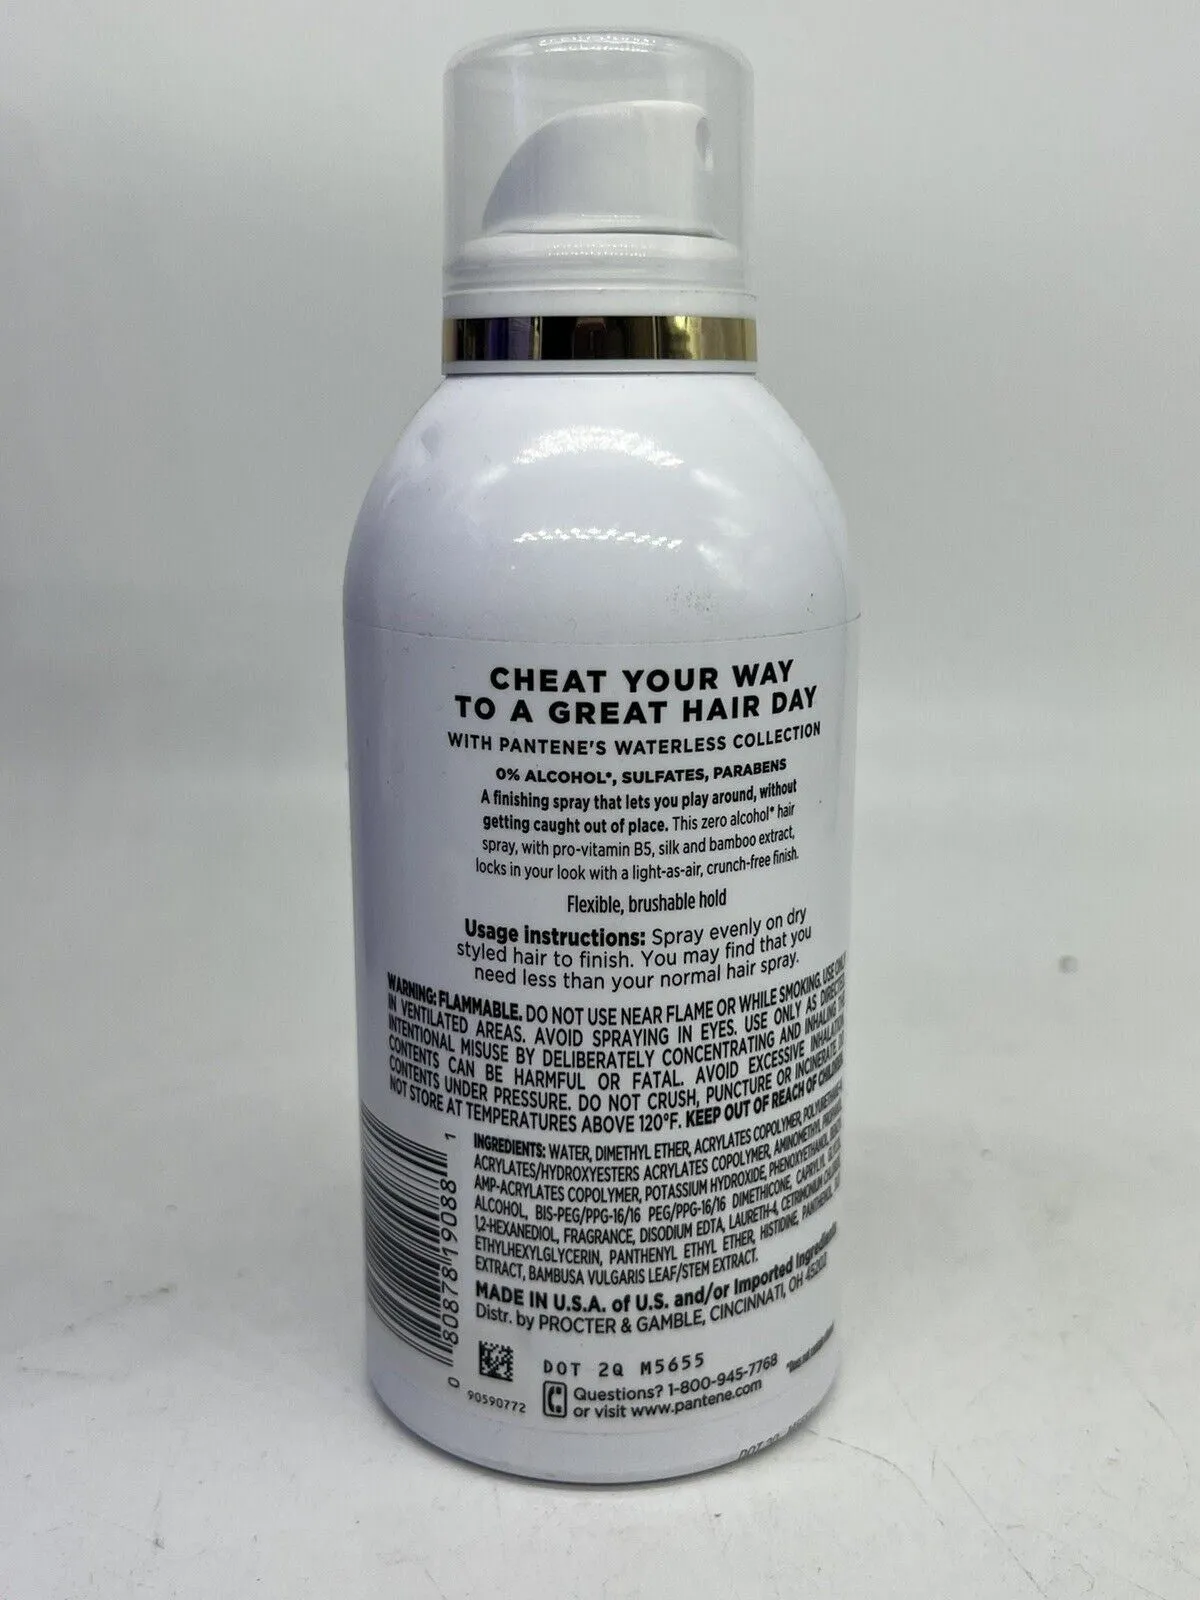 CHEAT YOUR WAY
TO A GREAT HAIR DAY
WITH PANTENE'S WATERLESS COLLECTION
0% ALCOHOL*, SULFATES, PARABENS
A finishing spray that lets you play around, without
getting caught out of place. This zero alcohol* hair
spray, with pro-vitamin B5, silk and bamboo extract,
locks in your look with a light-as-air, crunch-free finish.
Flexible, brushable hold
Usage instructions: Spray evenly on dry
styled hair to finish. You may find that you
need less than your normal hair spray.
WARNING: FLAMMABLE. DO NOT USE NEAR FLAME OR WHILE SMOKING. USE ONLY
IN VENTILATED AREAS. AVOID SPRAYING IN EYES. USE ONLY AS DIRECTED
INTENTIONAL MISUSE BY DELIBERATELY CONCENTRATING AND INHALING THE
CONTENTS CAN BE HARMFUL OR FATAL. AVOID EXCESSIVE INHALATION
CONTENTS UNDER PRESSURE. DO NOT CRUSH, PUNCTURE OR INCINERATE. DO
NOT STORE AT TEMPERATURES ABOVE 120°F. KEEP OUT OF REACH OF CHILDREN.
INGREDIENTS: WATER, DIMETHYL ETHER, ACRYLATES COPOLYMER, POLYURETHANE-
ACRYLATES/HYDROXYESTERS ACRYLATES COPOLYMER, AMINOMETHYL PROPANOL
AMP-ACRYLATES COPOLYMER, POTASSIUM HYDROXIDE, PHENOXYETHANOL,
ALCOHOL, BIS-PEG/PPG-16/16 PEG/PPG-16/16 DIMETHICONE, CAPRYLYL
1,2-HEXANEDIOL, FRAGRANCE, DISODIUM EDTA, LAURETH-4, CETRIMONIUM CHLORIDE
ETHYLHEXYLGLYCERIN, PANTHENYL ETHYL ETHER, HISTIDINE, PANTHENOL,
EXTRACT, BAMBUSA VULGARIS LEAF/STEM EXTRACT.
MADE IN U.S.A. of U.S. and/or Imported Ingredients
Distr. by PROCTER & GAMBLE, CINCINNATI, OH 45202
DOT 2Q M5655
Questions? 1-800-945-7768
or visit www.pantene.com
90590772
0 80878 19088 1
DOT 2Q